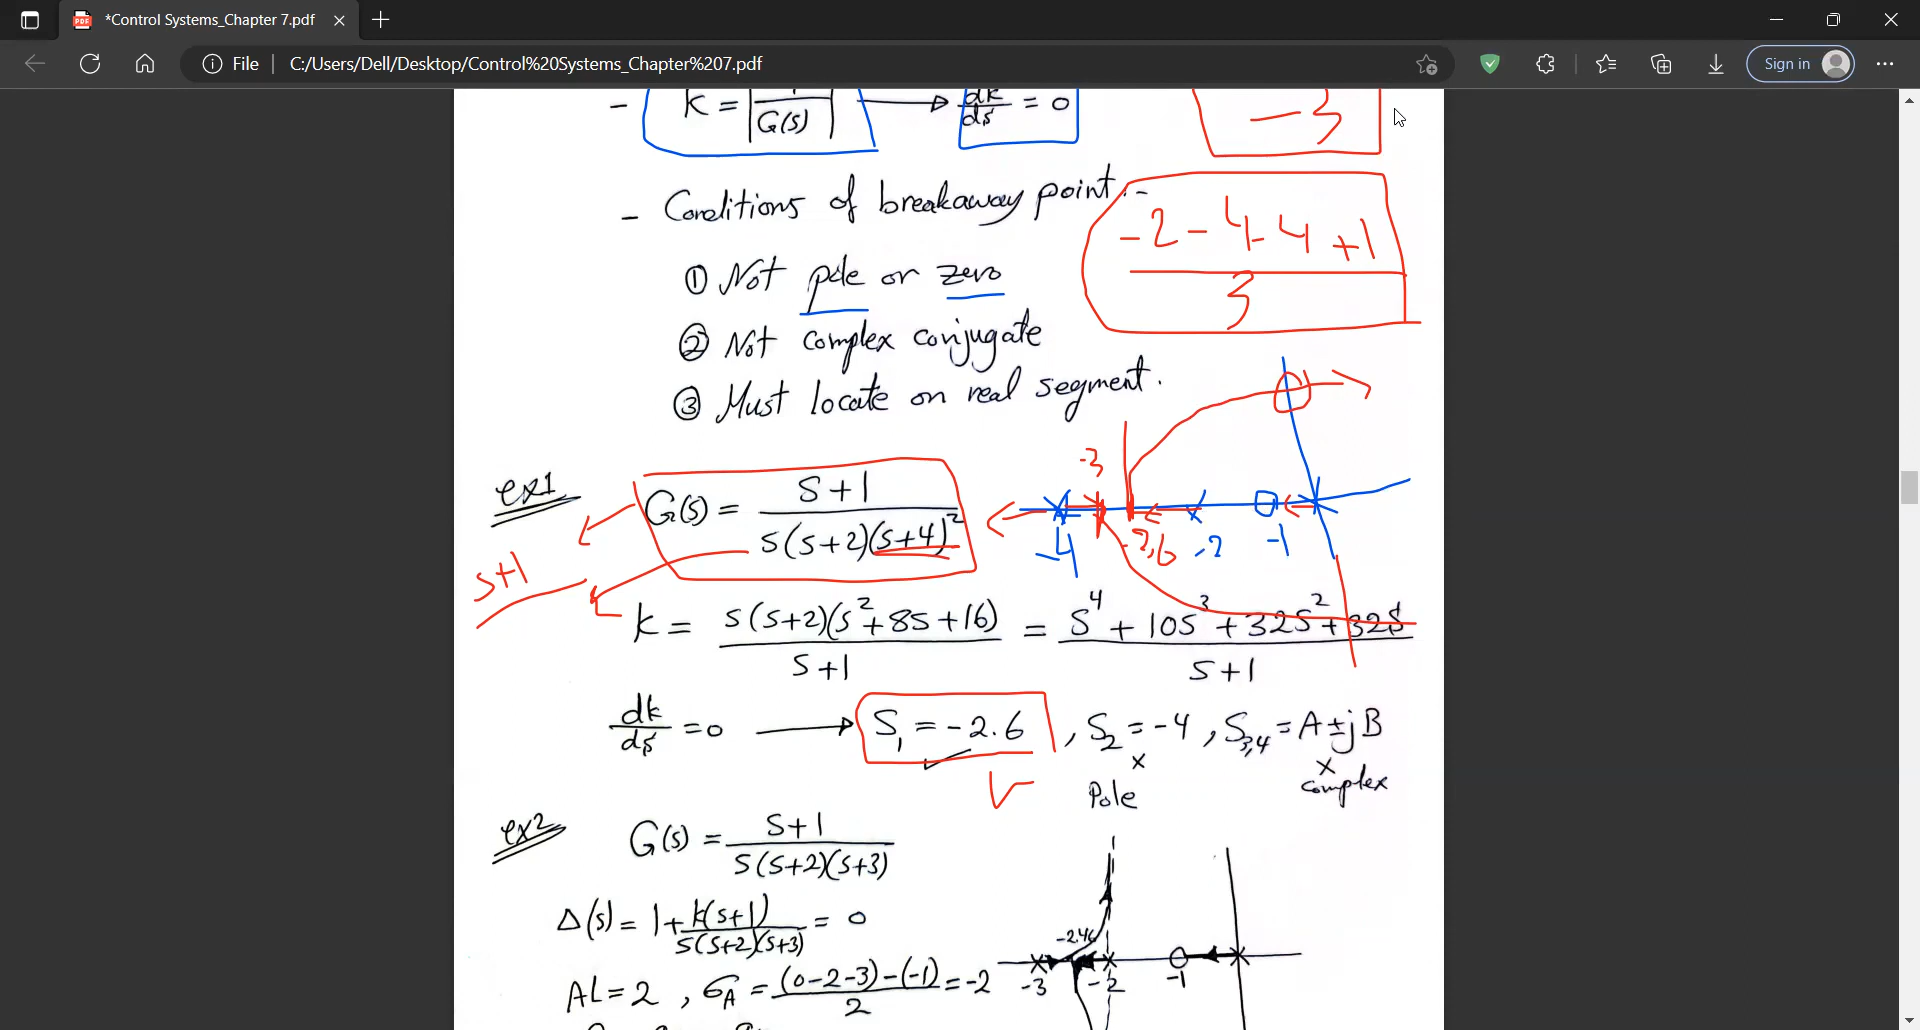 *Control Systems_Chapter 7.pdf
File
C:/Users/Dell/Desktop/Control%20Systems_Chapter%207.pdf
Sign in
- K = |1/G(s)| → dk/ds = 0
-3
- Conditions of breakaway point :-
-2-4-4+1
3
① Not pole or zero
② Not complex conjugate
③ Must locate on real segment.
ex1 G(s) = (s+1) / (s(s+2)(s+4)²)
-3
-4 -2,6 -2 -1
s+1
K = s(s+2)(s²+8s+16) / (s+1) = (s⁴+10s³+32s²+32s) / (s+1)
dk/ds = 0 → S₁ = -2.6 , S₂ = -4 , S₃,₄ = A±jB
x x
Pole complex
ex2 G(s) = (s+1) / (s(s+2)(s+3))
Δ(s) = 1+ k(s+1) / (s(s+2)(s+3)) = 0
-2.46
-3 -2 -1
AL = 2 , σA = ((0-2-3)-(-1)) / 2 = -2